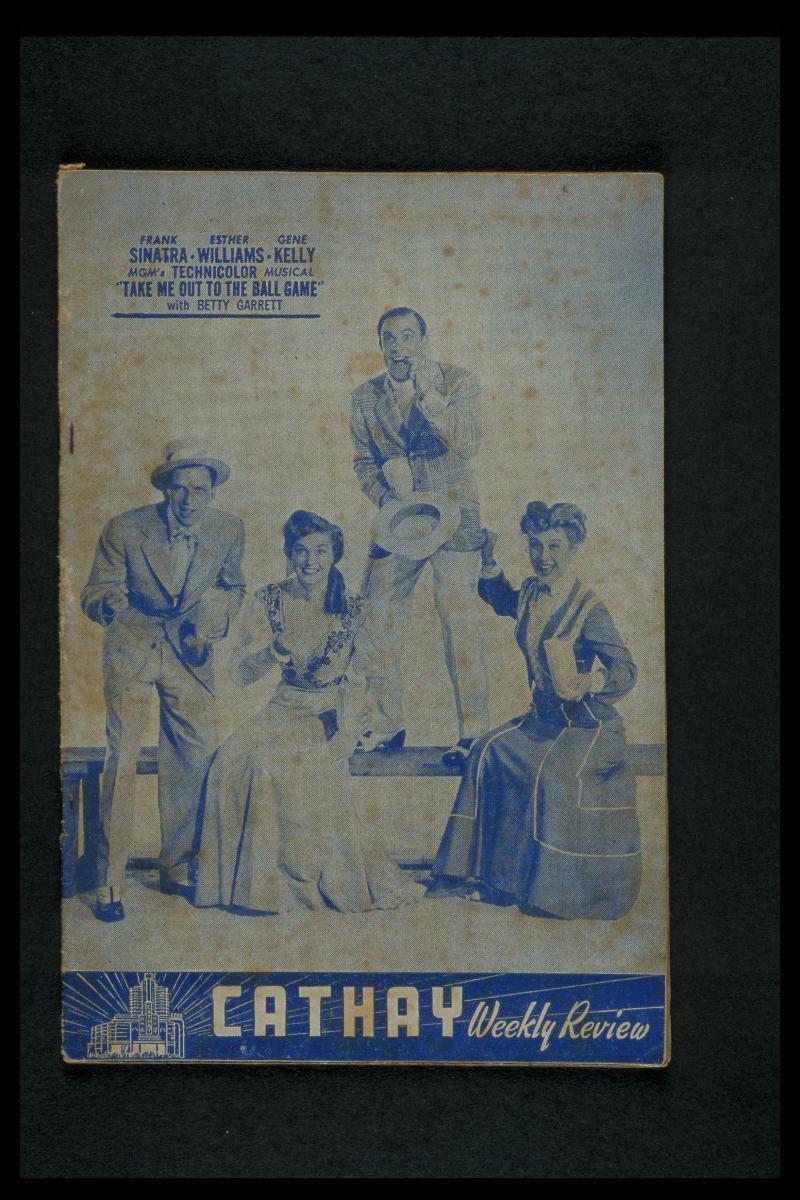 FRANK ESTHER GENE
SINATRA · WILLIAMS · KELLY
MGM's TECHNICOLOR MUSICAL
"TAKE ME OUT TO THE BALL GAME"
with BETTY GARRETT
CATHAY Weekly Review